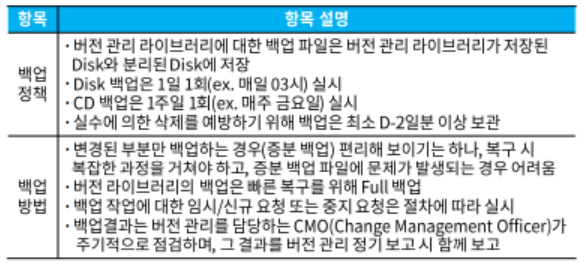 항목 항목 설명
· 버전 관리 라이브러리에 대한 백업 파일은 버전 관리 라이브러리가 저장된
Disk와 분리된 Disk에 저장
백업
정책
· Disk 백업은 1일 1회(ex. 매일 03시) 실시
· CD 백업은 1주일 1회(ex. 매주 금요일) 실시
· 실수에 의한 삭제를 예방하기 위해 백업은 최소 D-2일분 이상 보관
· 변경된 부분만 백업하는 경우(증분 백업) 편리해 보이기는 하나, 복구 시
복잡한 과정을 거쳐야 하고, 증분 백업 파일에 문제가 발생되는 경우 어려움
백업
방법
· 버전 라이브러리의 백업은 빠른 복구를 위해 Full 백업
· 백업 작업에 대한 임시/신규 요청 또는 중지 요청은 절차에 따라 실시
· 백업결과는 버전 관리를 담당하는 CMO(Change Management Officer)가
주기적으로 점검하며, 그 결과를 버전 관리 정기 보고 시 함께 보고